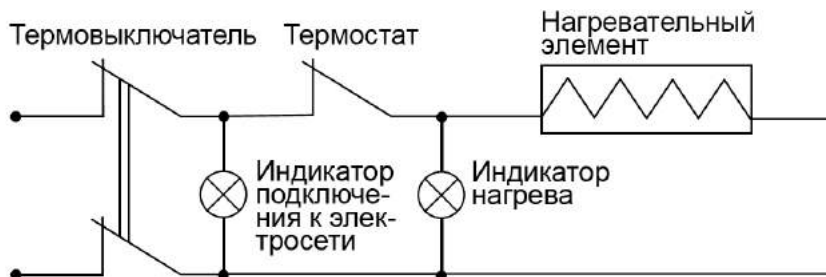 Термовыключатель
Термостат
Нагревательный
элемент
Индикатор
подключе-
ния к элек-
тросети
Индикатор
нагрева